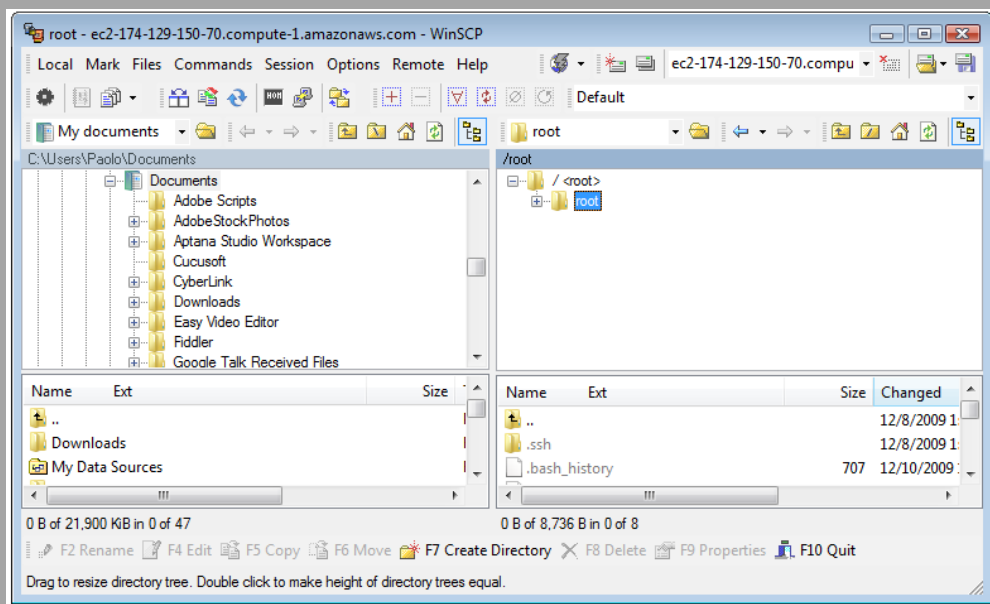 root - ec2-174-129-150-70.compute-1.amazonaws.com - WinSCP
Local Mark Files Commands Session Options Remote Help
ec2-174-129-150-70.compu
Default
My documents
root
C:\Users\Paolo\Documents
/root
Documents
/ <root>
Adobe Scripts
root
AdobeStockPhotos
Aptana Studio Workspace
Cucusoft
CyberLink
Downloads
Easy Video Editor
Fiddler
Google Talk Received Files
Name Ext Size
Name Ext Size Changed
..
.. 12/8/2009 1:
Downloads
.ssh 12/8/2009 1:
My Data Sources
.bash_history 707 12/10/2009
0 B of 21,900 KiB in 0 of 47
0 B of 8,736 B in 0 of 8
F2 Rename F4 Edit F5 Copy F6 Move F7 Create Directory F8 Delete F9 Properties F10 Quit
Drag to resize directory tree. Double click to make height of directory trees equal.